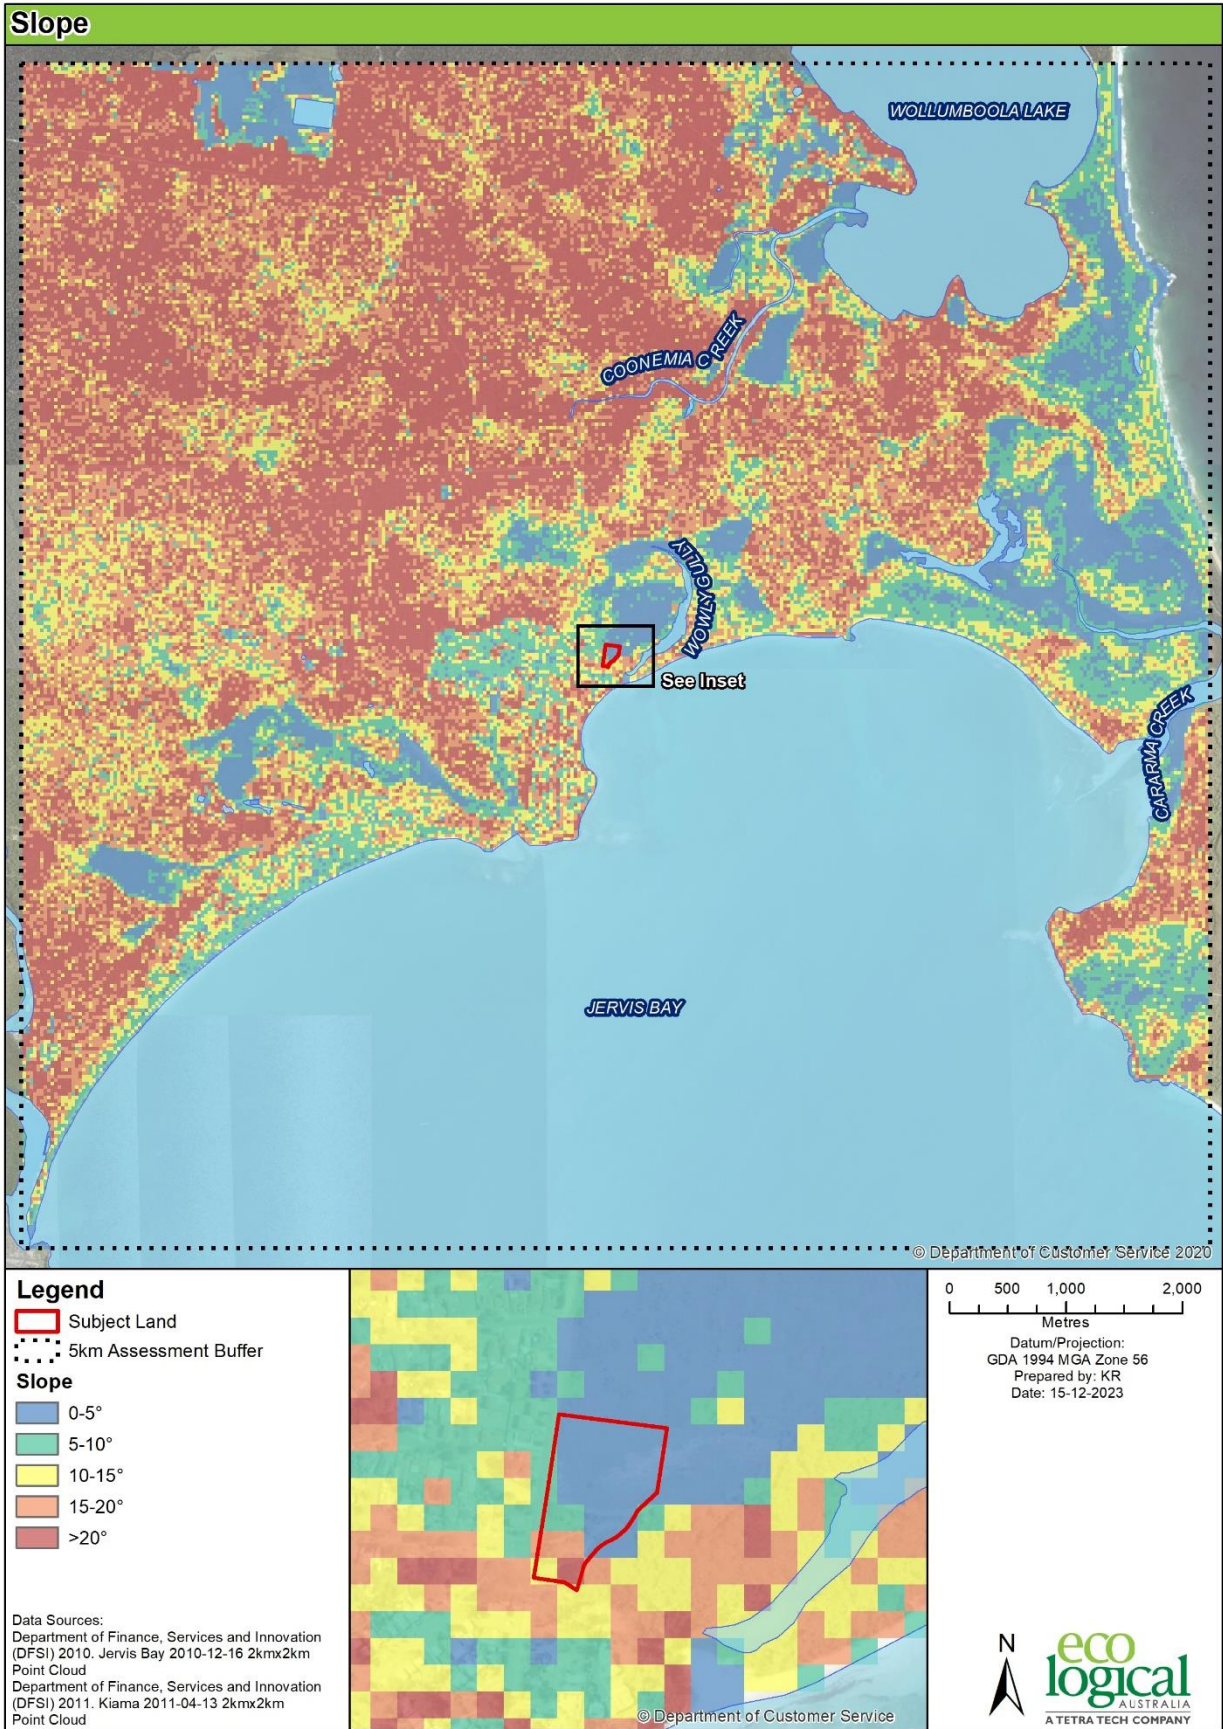 Slope
WOLLUMBOOLA LAKE
COONEMIA CREEK
WOWLY GULLY
See Inset
CARARMA CREEK
JERVIS BAY
© Department of Customer Service 2020
Legend
Subject Land
5km Assessment Buffer
Slope
0-5°
5-10°
10-15°
15-20°
>20°
Data Sources:
Department of Finance, Services and Innovation
(DFSI) 2010. Jervis Bay 2010-12-16 2kmx2km
Point Cloud
Department of Finance, Services and Innovation
(DFSI) 2011. Kiama 2011-04-13 2kmx2km
Point Cloud
© Department of Customer Service
0 500 1,000 2,000
Metres
Datum/Projection:
GDA 1994 MGA Zone 56
Prepared by: KR
Date: 15-12-2023
N
eco
logical
AUSTRALIA
A TETRA TECH COMPANY